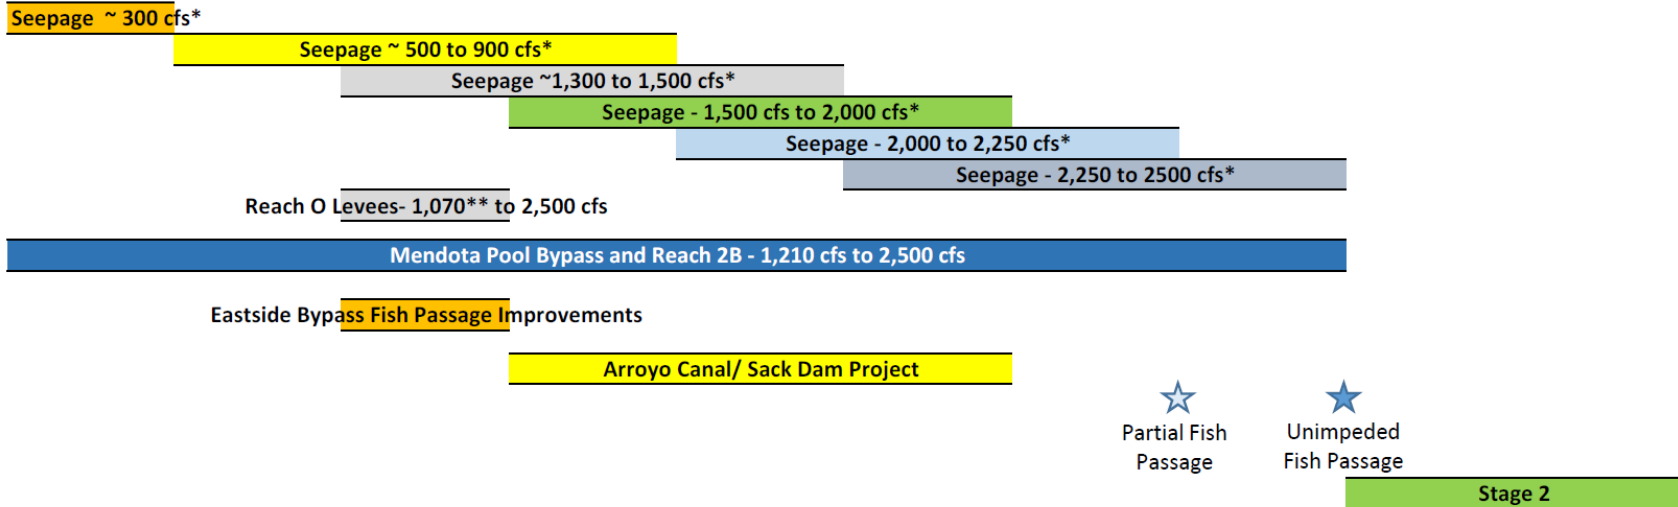 Seepage ~ 300 cfs*
Seepage ~ 500 to 900 cfs*
Seepage ~1,300 to 1,500 cfs*
Seepage - 1,500 cfs to 2,000 cfs*
Seepage - 2,000 to 2,250 cfs*
Seepage - 2,250 to 2500 cfs*
Reach O Levees- 1,070** to 2,500 cfs
Mendota Pool Bypass and Reach 2B - 1,210 cfs to 2,500 cfs
Eastside Bypass Fish Passage Improvements
Arroyo Canal/ Sack Dam Project
Partial Fish
Passage
Unimpeded
Fish Passage
Stage 2